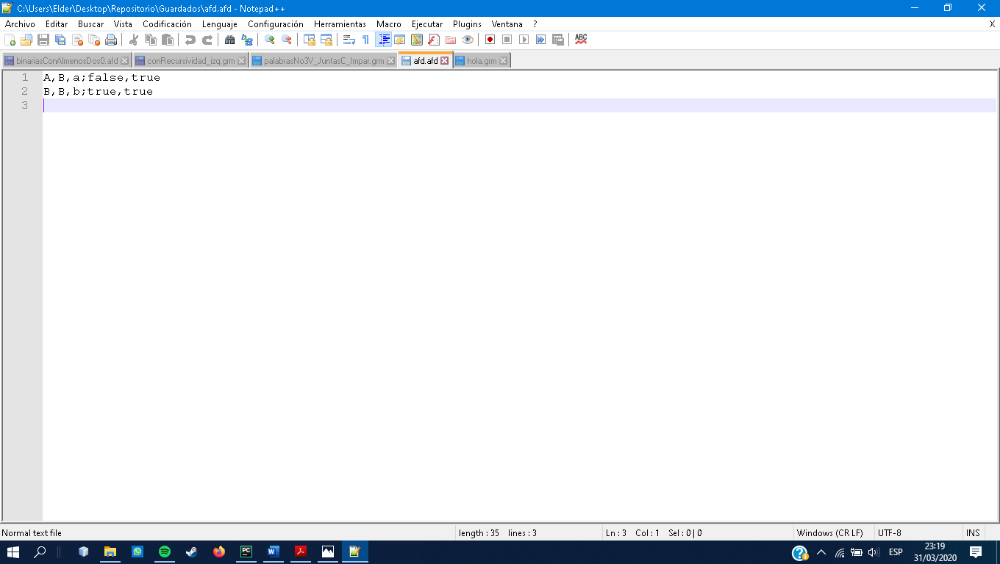 C:\Users\Elder\Desktop\Repositorio\Guardados\afd.afd - Notepad++
Archivo Editar Buscar Vista Codificación Lenguaje Configuración Herramientas Macro Ejecutar Plugins Ventana ? X
ABC
binariasConAlmenosDos0.afd conRecursividad_izq.grm palabrasNo3V_JuntasC_Impar.grm afd.afd hola.grm
1 A,B,a;false,true
2 B,B,b;true,true
3
Normal text file length : 35 lines : 3 Ln : 3 Col : 1 Sel : 0 | 0 Windows (CR LF) UTF-8 INS
PC W ESP 23:19
31/03/2020